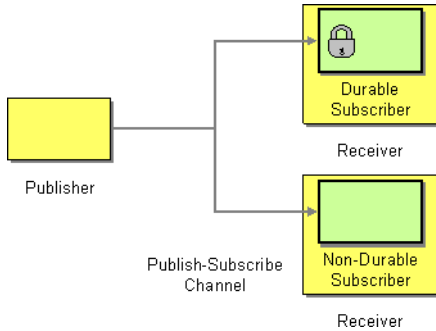 Durable
Subscriber
Receiver
Publisher
Publish-Subscribe
Channel
Non-Durable
Subscriber
Receiver